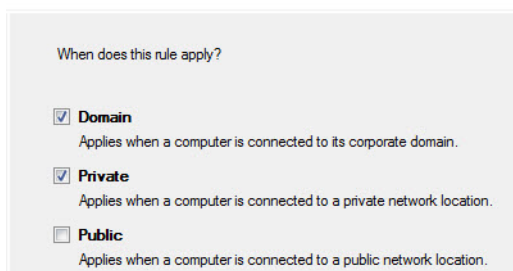 When does this rule apply?
Domain
Applies when a computer is connected to its corporate domain.
Private
Applies when a computer is connected to a private network location.
Public
Applies when a computer is connected to a public network location.